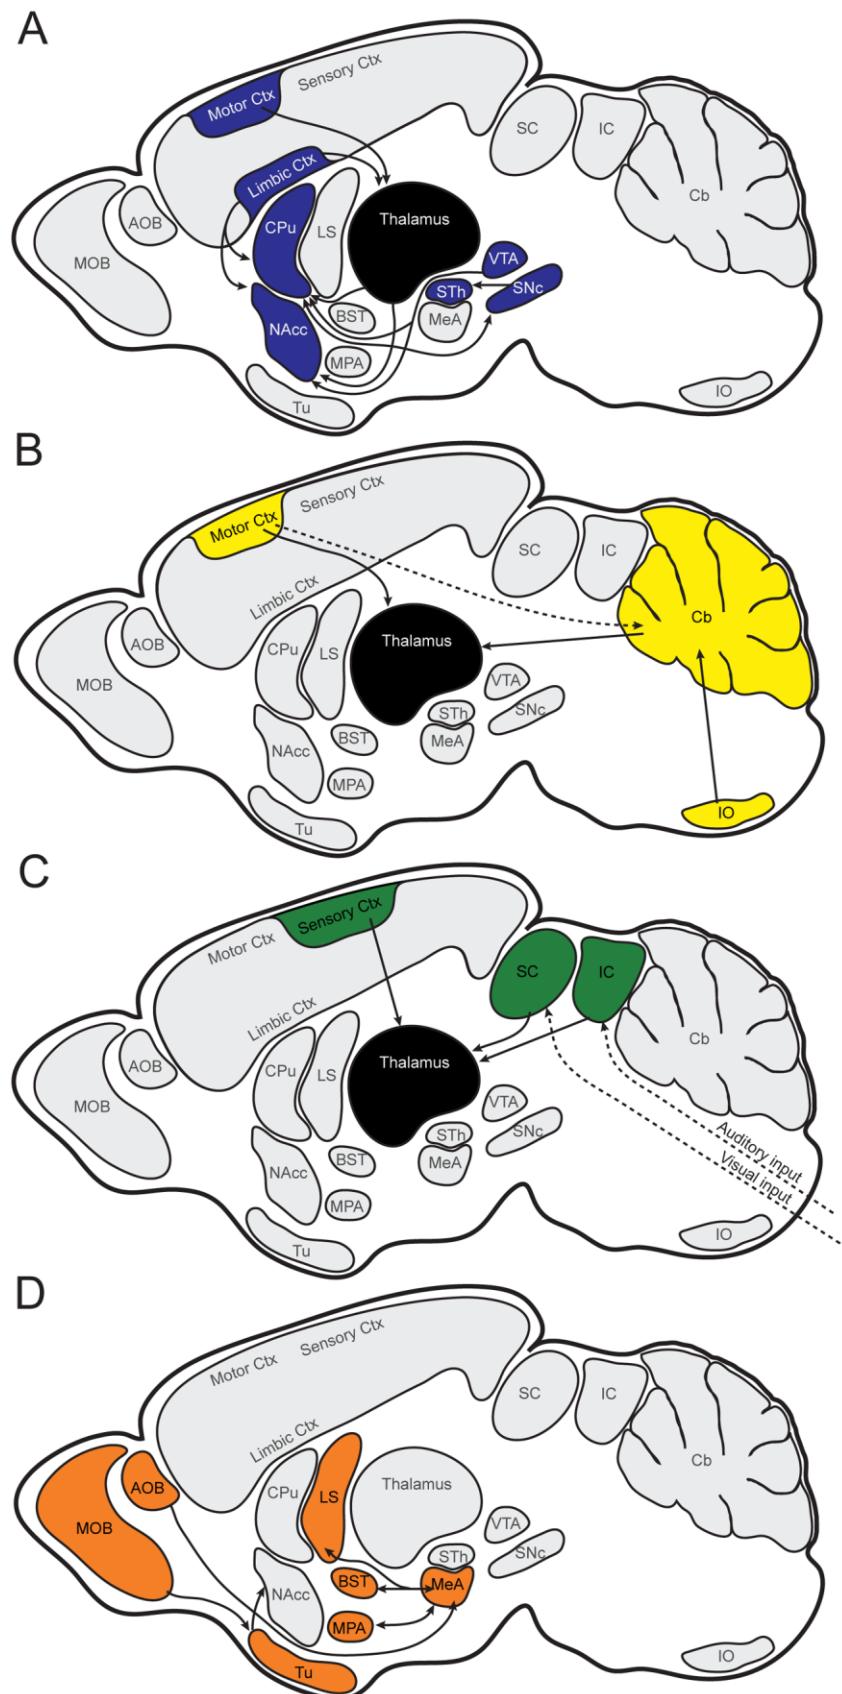 A
Motor Ctx
Sensory Ctx
Limbic Ctx
SC
IC
Cb
AOB
MOB
CPu
LS
Thalamus
VTA
STh
SNc
NAcc
BST
MeA
MPA
Tu
IO
B
Motor Ctx
Sensory Ctx
Limbic Ctx
SC
IC
Cb
AOB
MOB
CPu
LS
Thalamus
VTA
STh
SNc
NAcc
BST
MeA
MPA
Tu
IO
C
Motor Ctx
Sensory Ctx
Limbic Ctx
SC
IC
Cb
AOB
MOB
CPu
LS
Thalamus
VTA
STh
SNc
NAcc
BST
MeA
MPA
Tu
Auditory input
Visual input
IO
D
Motor Ctx
Sensory Ctx
Limbic Ctx
SC
IC
Cb
AOB
MOB
CPu
LS
Thalamus
VTA
STh
SNc
NAcc
BST
MeA
MPA
Tu
IO